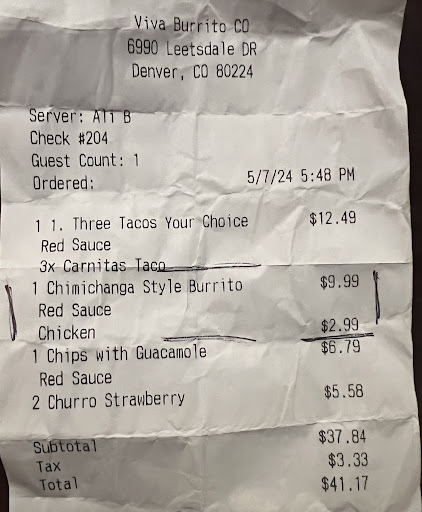 Viva Burrito CO
6990 Leetsdale DR
Denver, CO 80224
Server: Ali B
Check #204
Guest Count: 1
Ordered: 5/7/24 5:48 PM
1 1. Three Tacos Your Choice $12.49
Red Sauce
3x Carnitas Taco
1 Chimichanga Style Burrito $9.99
Red Sauce
Chicken $2.99
1 Chips with Guacamole $6.79
Red Sauce
2 Churro Strawberry $5.58
Subtotal $37.84
Tax $3.33
Total $41.17